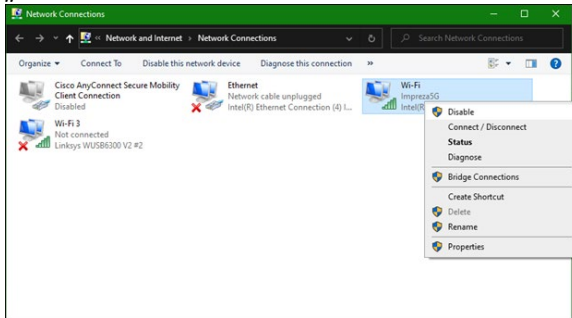 Network Connections
Network and Internet › Network Connections
Search Network Connections
Organize
Connect To
Disable this network device
Diagnose this connection
»
Cisco AnyConnect Secure Mobility
Client Connection
Disabled
Ethernet
Network cable unplugged
Intel(R) Ethernet Connection (4) I...
Wi-Fi
Impreza5G
Intel(R)
Wi-Fi 3
Not connected
Linksys WUSB6300 V2 #2
Disable
Connect / Disconnect
Status
Diagnose
Bridge Connections
Create Shortcut
Delete
Rename
Properties